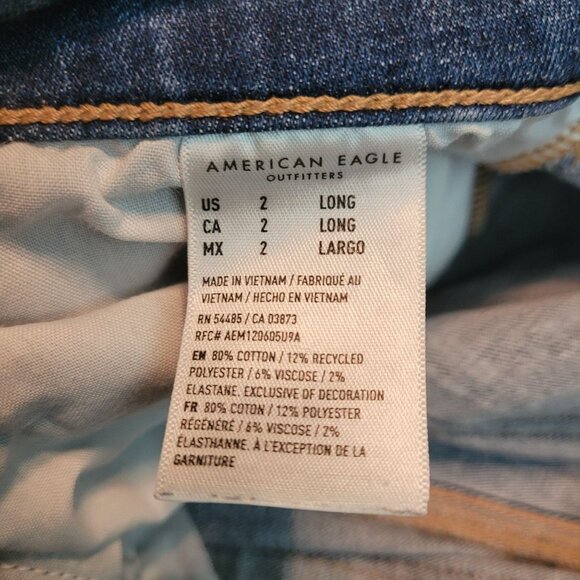 AMERICAN EAGLE
OUTFITTERS
US 2 LONG
CA 2 LONG
MX 2 LARGO
MADE IN VIETNAM / FABRIQUÉ AU
VIETNAM / HECHO EN VIETNAM
RN 54485 / CA 03873
RFC# AEM120605U9A
EN 80% COTTON / 12% RECYCLED
POLYESTER / 6% VISCOSE / 2%
ELASTANE. EXCLUSIVE OF DECORATION
FR 80% COTON / 12% POLYESTER
RÉGÉNÉRÉ / 6% VISCOSE / 2%
ÉLASTHANNE. À L'EXCEPTION DE LA
GARNITURE